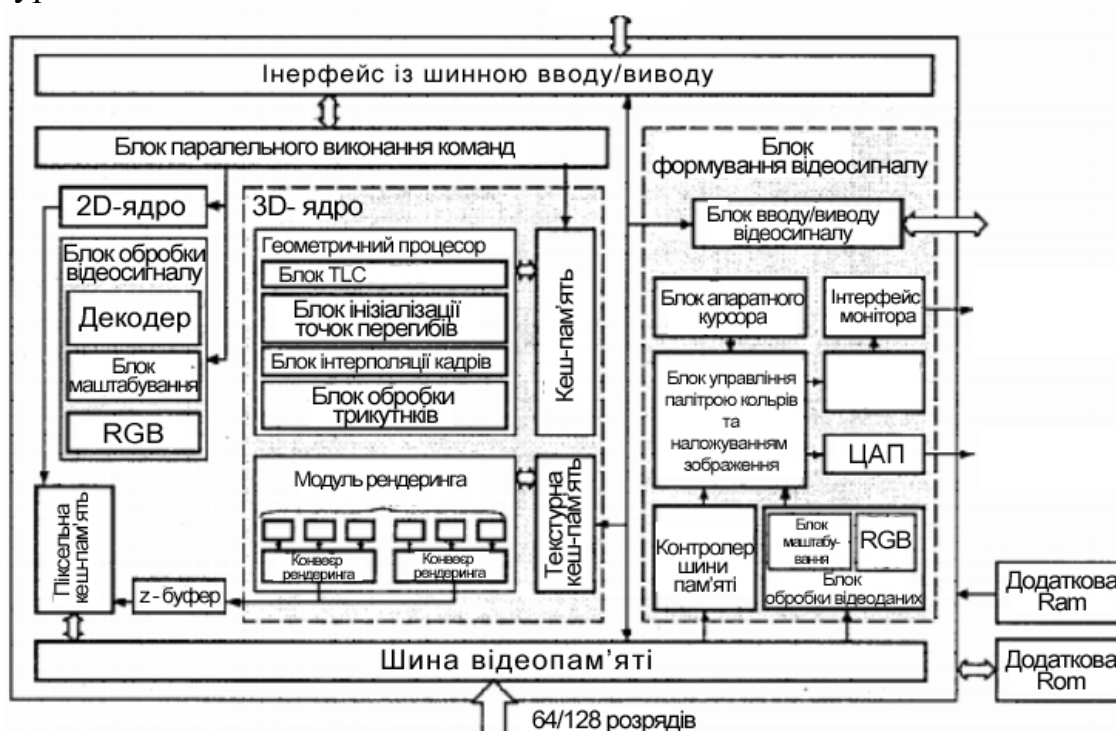 Інерфейс із шинною вводу/виводу
Блок паралельного виконання команд
2D-ядро
Блок обробки
відеосигналу
Декодер
Блок
маштабування
RGB
Піксельна
кеш-пам'ять
z-буфер
3D- ядро
Геометричний процесор
Блок TLC
Блок інізіалізації
точок перегибів
Блок інтерполяції кадрів
Блок обробки
трикутнків
Кеш-пам'ять
Модуль рендеринга
Конвеєр
рендеринга
Конвеєр
рендеринга
Текстурна
кеш-пам'ять
Блок
формування відеосигналу
Блок вводу/виводу
відеосигналу
Блок апаратного
курсора
Інтерфейс
монітора
Блок управління
палітрою кольрів
та
наложуванням
зображення
ЦАП
Контролер
шини
пам'яті
Блок
маштабу-
вання
RGB
Блок
обробки відеоданих
Додаткова
Ram
Додаткова
Rom
Шина відеопам'яті
64/128 розрядів